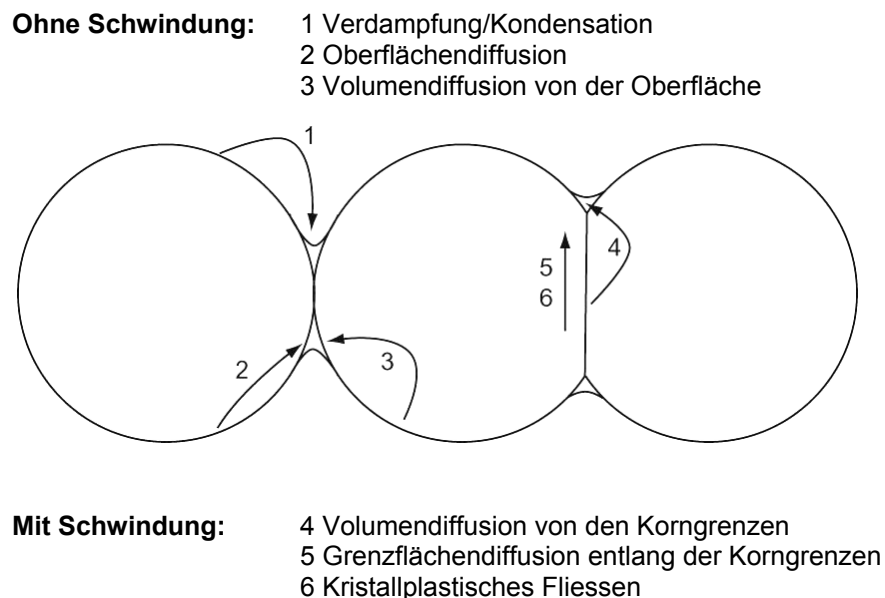 Ohne Schwindung: 1 Verdampfung/Kondensation
2 Oberflächendiffusion
3 Volumendiffusion von der Oberfläche
1
4
5
6
2
3
Mit Schwindung: 4 Volumendiffusion von den Korngrenzen
5 Grenzflächendiffusion entlang der Korngrenzen
6 Kristallplastisches Fliessen